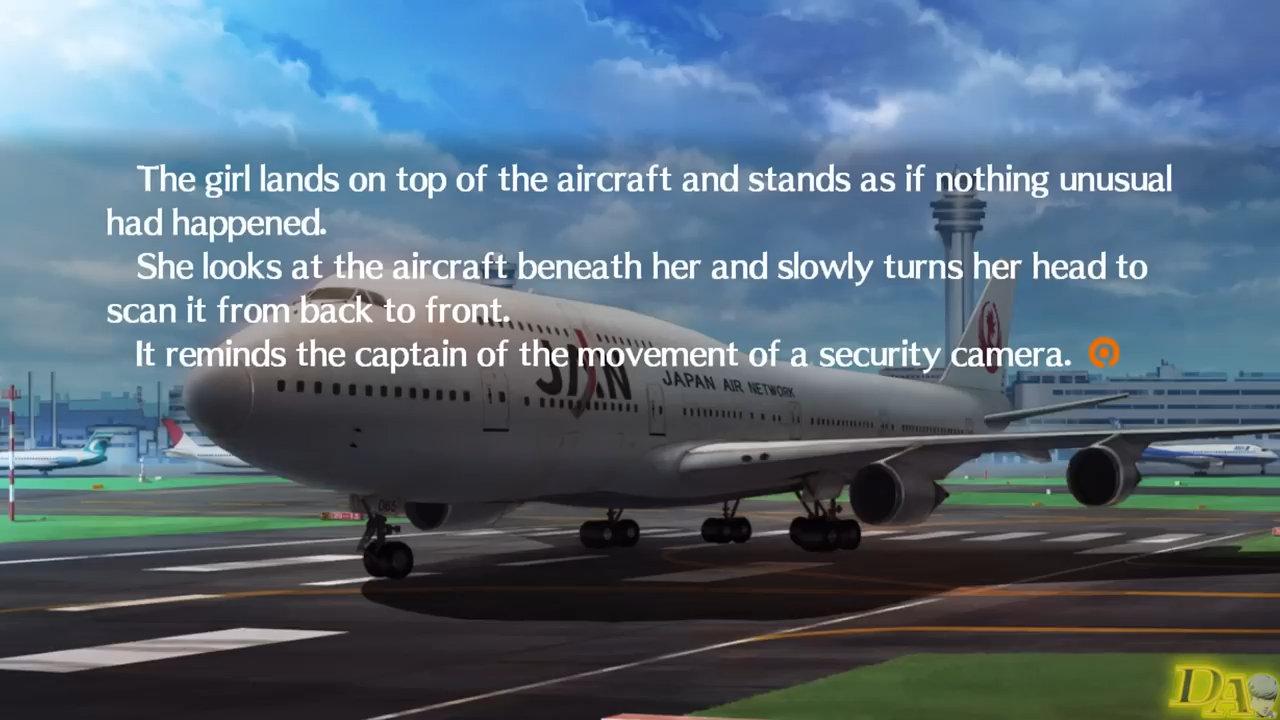 The girl lands on top of the aircraft and stands as if nothing unusual
had happened.
She looks at the aircraft beneath her and slowly turns her head to
scan it from back to front.
It reminds the captain of the movement of a security camera.
JAN
JAPAN AIR NETWORK
DA